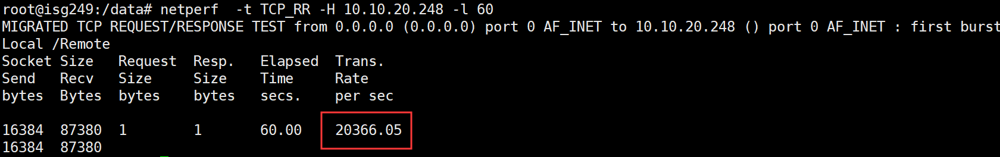 root@isg249:/data# netperf  -t TCP_RR -H 10.10.20.248 -l 60
MIGRATED TCP REQUEST/RESPONSE TEST from 0.0.0.0 (0.0.0.0) port 0 AF_INET to 10.10.20.248 () port 0 AF_INET : first burst
Local /Remote
Socket Size   Request  Resp.   Elapsed  Trans.
Send   Recv   Size     Size    Time     Rate
bytes  Bytes  bytes    bytes   secs.    per sec

16384  87380  1        1       60.00    20366.05
16384  87380